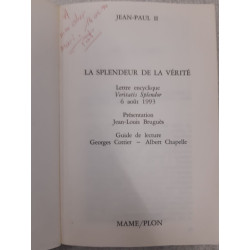 JEAN-PAUL II
LA SPLENDEUR DE LA VÉRITÉ
Lettre encyclique
Veritatis Splendor
6 août 1993
Présentation
Jean-Louis Bruguès
Guide de lecture
Georges Cottier — Albert Chapelle
MAME/PLON